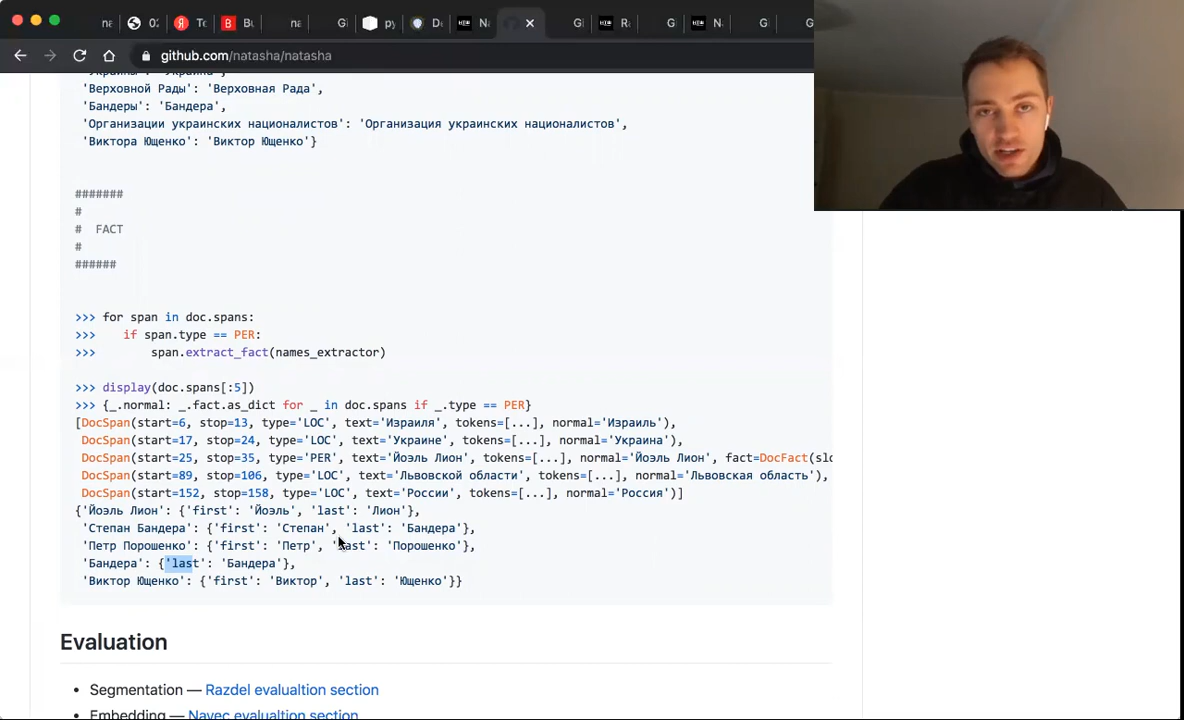 github.com/natasha/natasha
'Украины': 'Украина',
'Верховной Рады': 'Верховная Рада',
'Бандеры': 'Бандера',
'Организации украинских националистов': 'Организация украинских националистов',
'Виктора Ющенко': 'Виктор Ющенко'}
#######
#
# FACT
#
######
>>> for span in doc.spans:
>>> if span.type == PER:
>>> span.extract_fact(names_extractor)
>>> display(doc.spans[:5])
>>> {_.normal: _.fact.as_dict for _ in doc.spans if _.type == PER}
[DocSpan(start=6, stop=13, type='LOC', text='Израиля', tokens=[...], normal='Израиль'),
DocSpan(start=17, stop=24, type='LOC', text='Украине', tokens=[...], normal='Украина'),
DocSpan(start=25, stop=35, type='PER', text='Йоэль Лион', tokens=[...], normal='Йоэль Лион', fact=DocFact(slo
DocSpan(start=89, stop=106, type='LOC', text='Львовской области', tokens=[...], normal='Львовская область'),
DocSpan(start=152, stop=158, type='LOC', text='России', tokens=[...], normal='Россия')]
{'Йоэль Лион': {'first': 'Йоэль', 'last': 'Лион'},
'Степан Бандера': {'first': 'Степан', 'last': 'Бандера'},
'Петр Порошенко': {'first': 'Петр', 'last': 'Порошенко'},
'Бандера': {'last': 'Бандера'},
'Виктор Ющенко': {'first': 'Виктор', 'last': 'Ющенко'}}
Evaluation
• Segmentation — Razdel evaluation section
• Embedding — Navec evaluation section